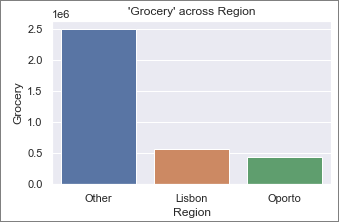 'Grocery' across Region
1e6
2.5
2.0
1.5
1.0
0.5
0.0
Grocery
Other Lisbon Oporto
Region